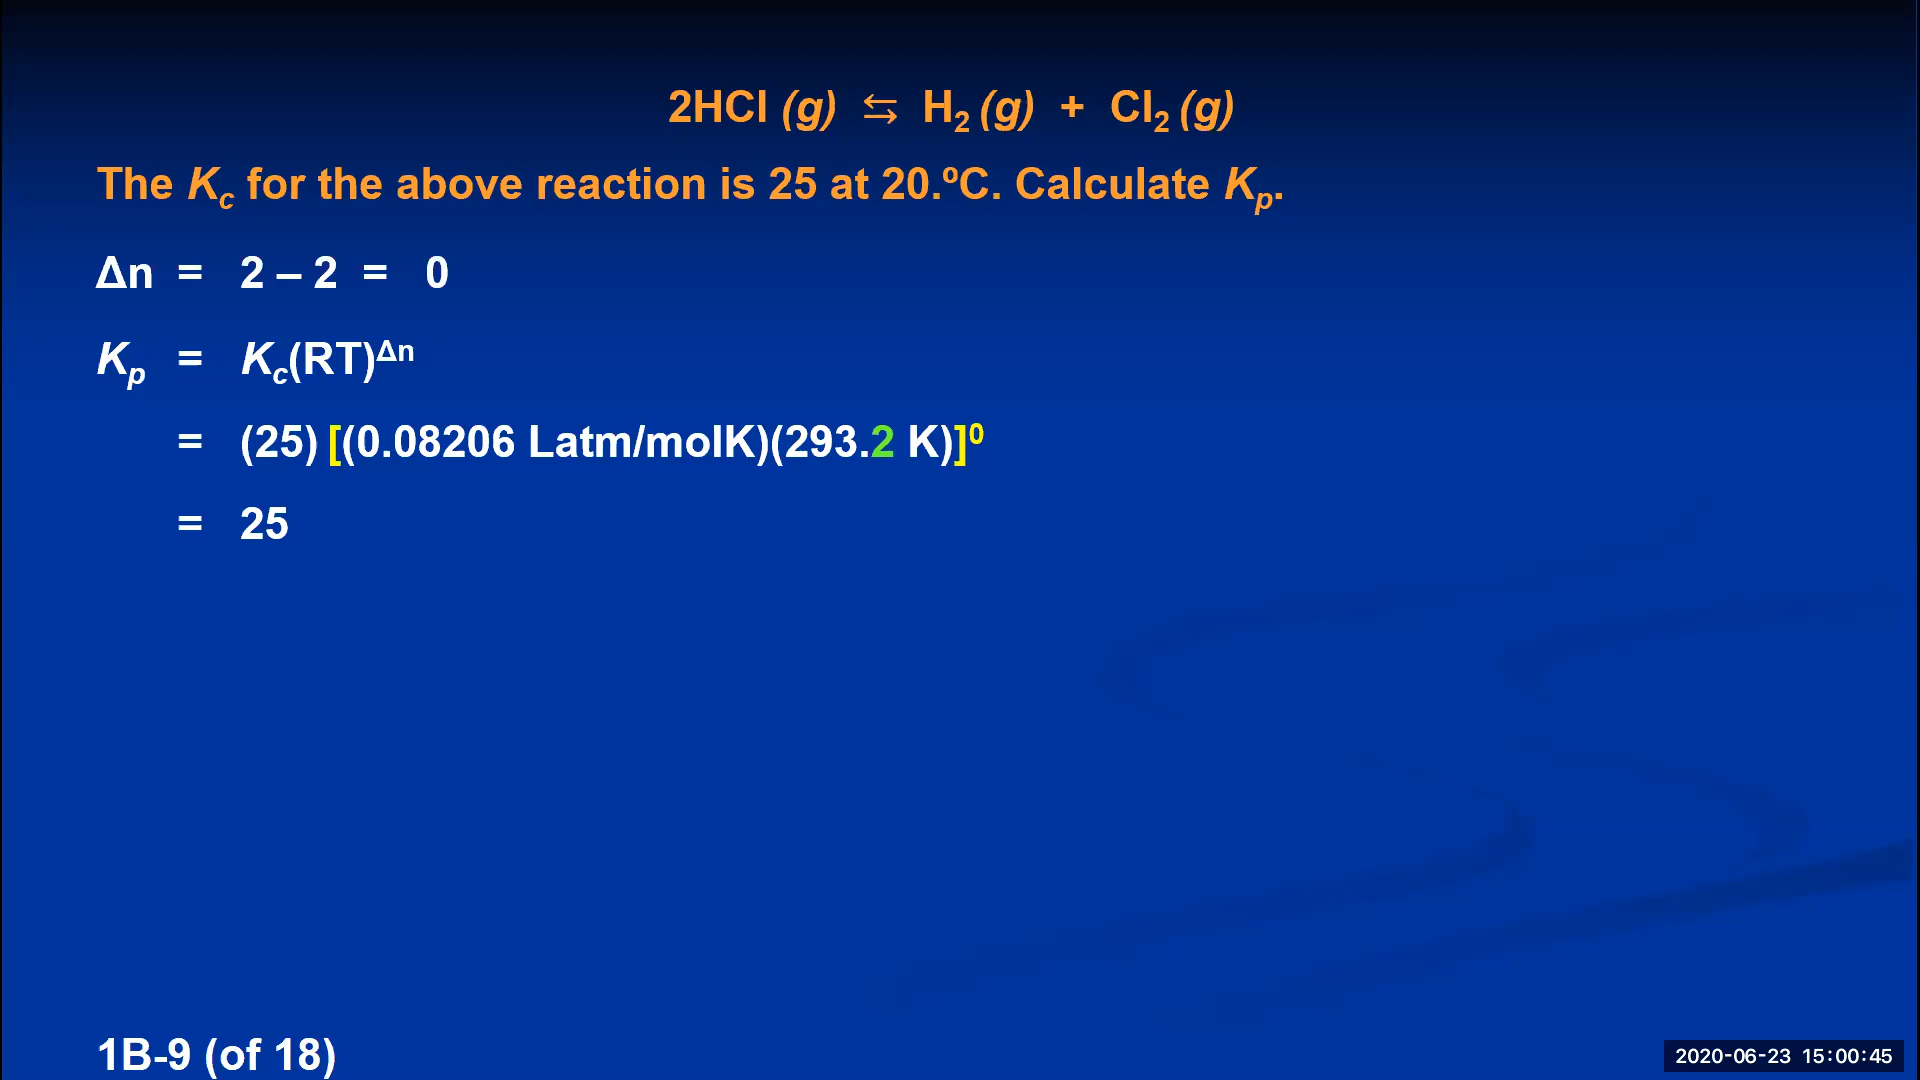 2HCl (g) ⇆ H₂ (g) + Cl₂ (g)
The Kc for the above reaction is 25 at 20.ºC. Calculate Kp.
Δn = 2 – 2 = 0
Kp = Kc(RT)^Δn
= (25) [(0.08206 Latm/molK)(293.2 K)]⁰
= 25
1B-9 (of 18)
2020-06-23 15:00:45